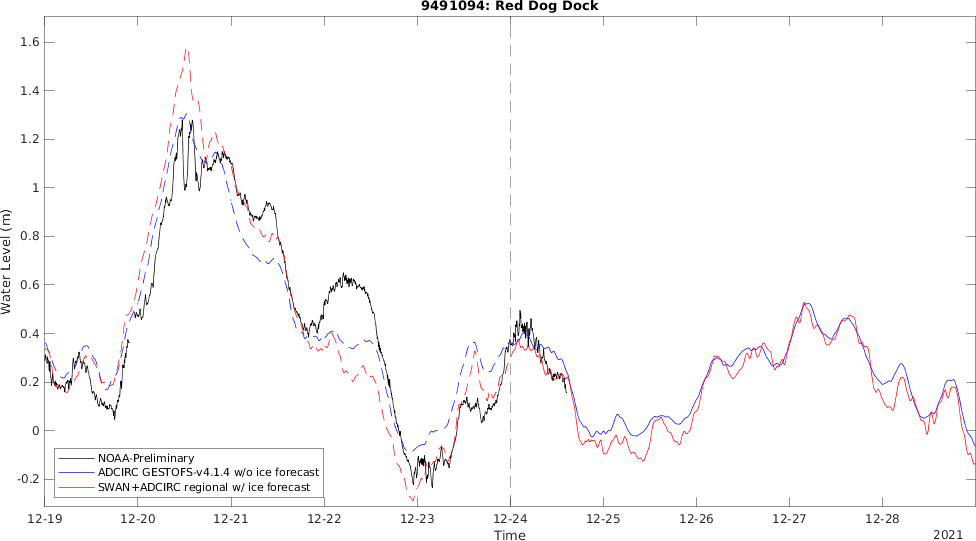 9491094: Red Dog Dock
Water Level (m)
1.6
1.4
1.2
1
0.8
0.6
0.4
0.2
0
-0.2
NOAA-Preliminary
ADCIRC GESTOFS-v4.1.4 w/o ice forecast
SWAN+ADCIRC regional w/ ice forecast
12-19 12-20 12-21 12-22 12-23 12-24 12-25 12-26 12-27 12-28
Time
2021